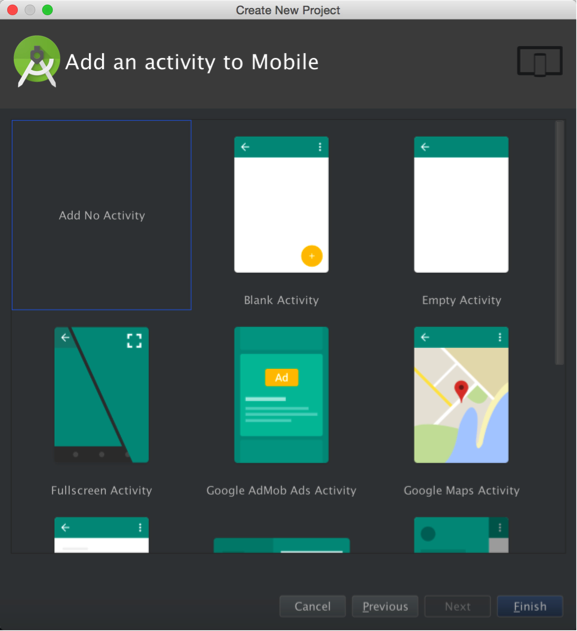 Create New Project
Add an activity to Mobile
Add No Activity
Blank Activity
Empty Activity
Ad
Fullscreen Activity
Google AdMob Ads Activity
Google Maps Activity
Cancel
Previous
Next
Finish